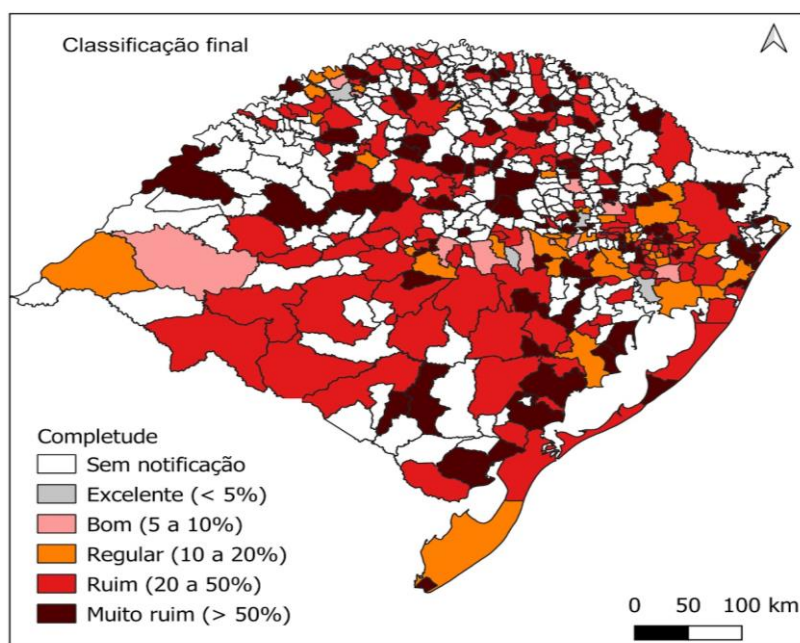 Classificação final
Completude
Sem notificação
Excelente (< 5%)
Bom (5 a 10%)
Regular (10 a 20%)
Ruim (20 a 50%)
Muito ruim (> 50%)
0 50 100 km